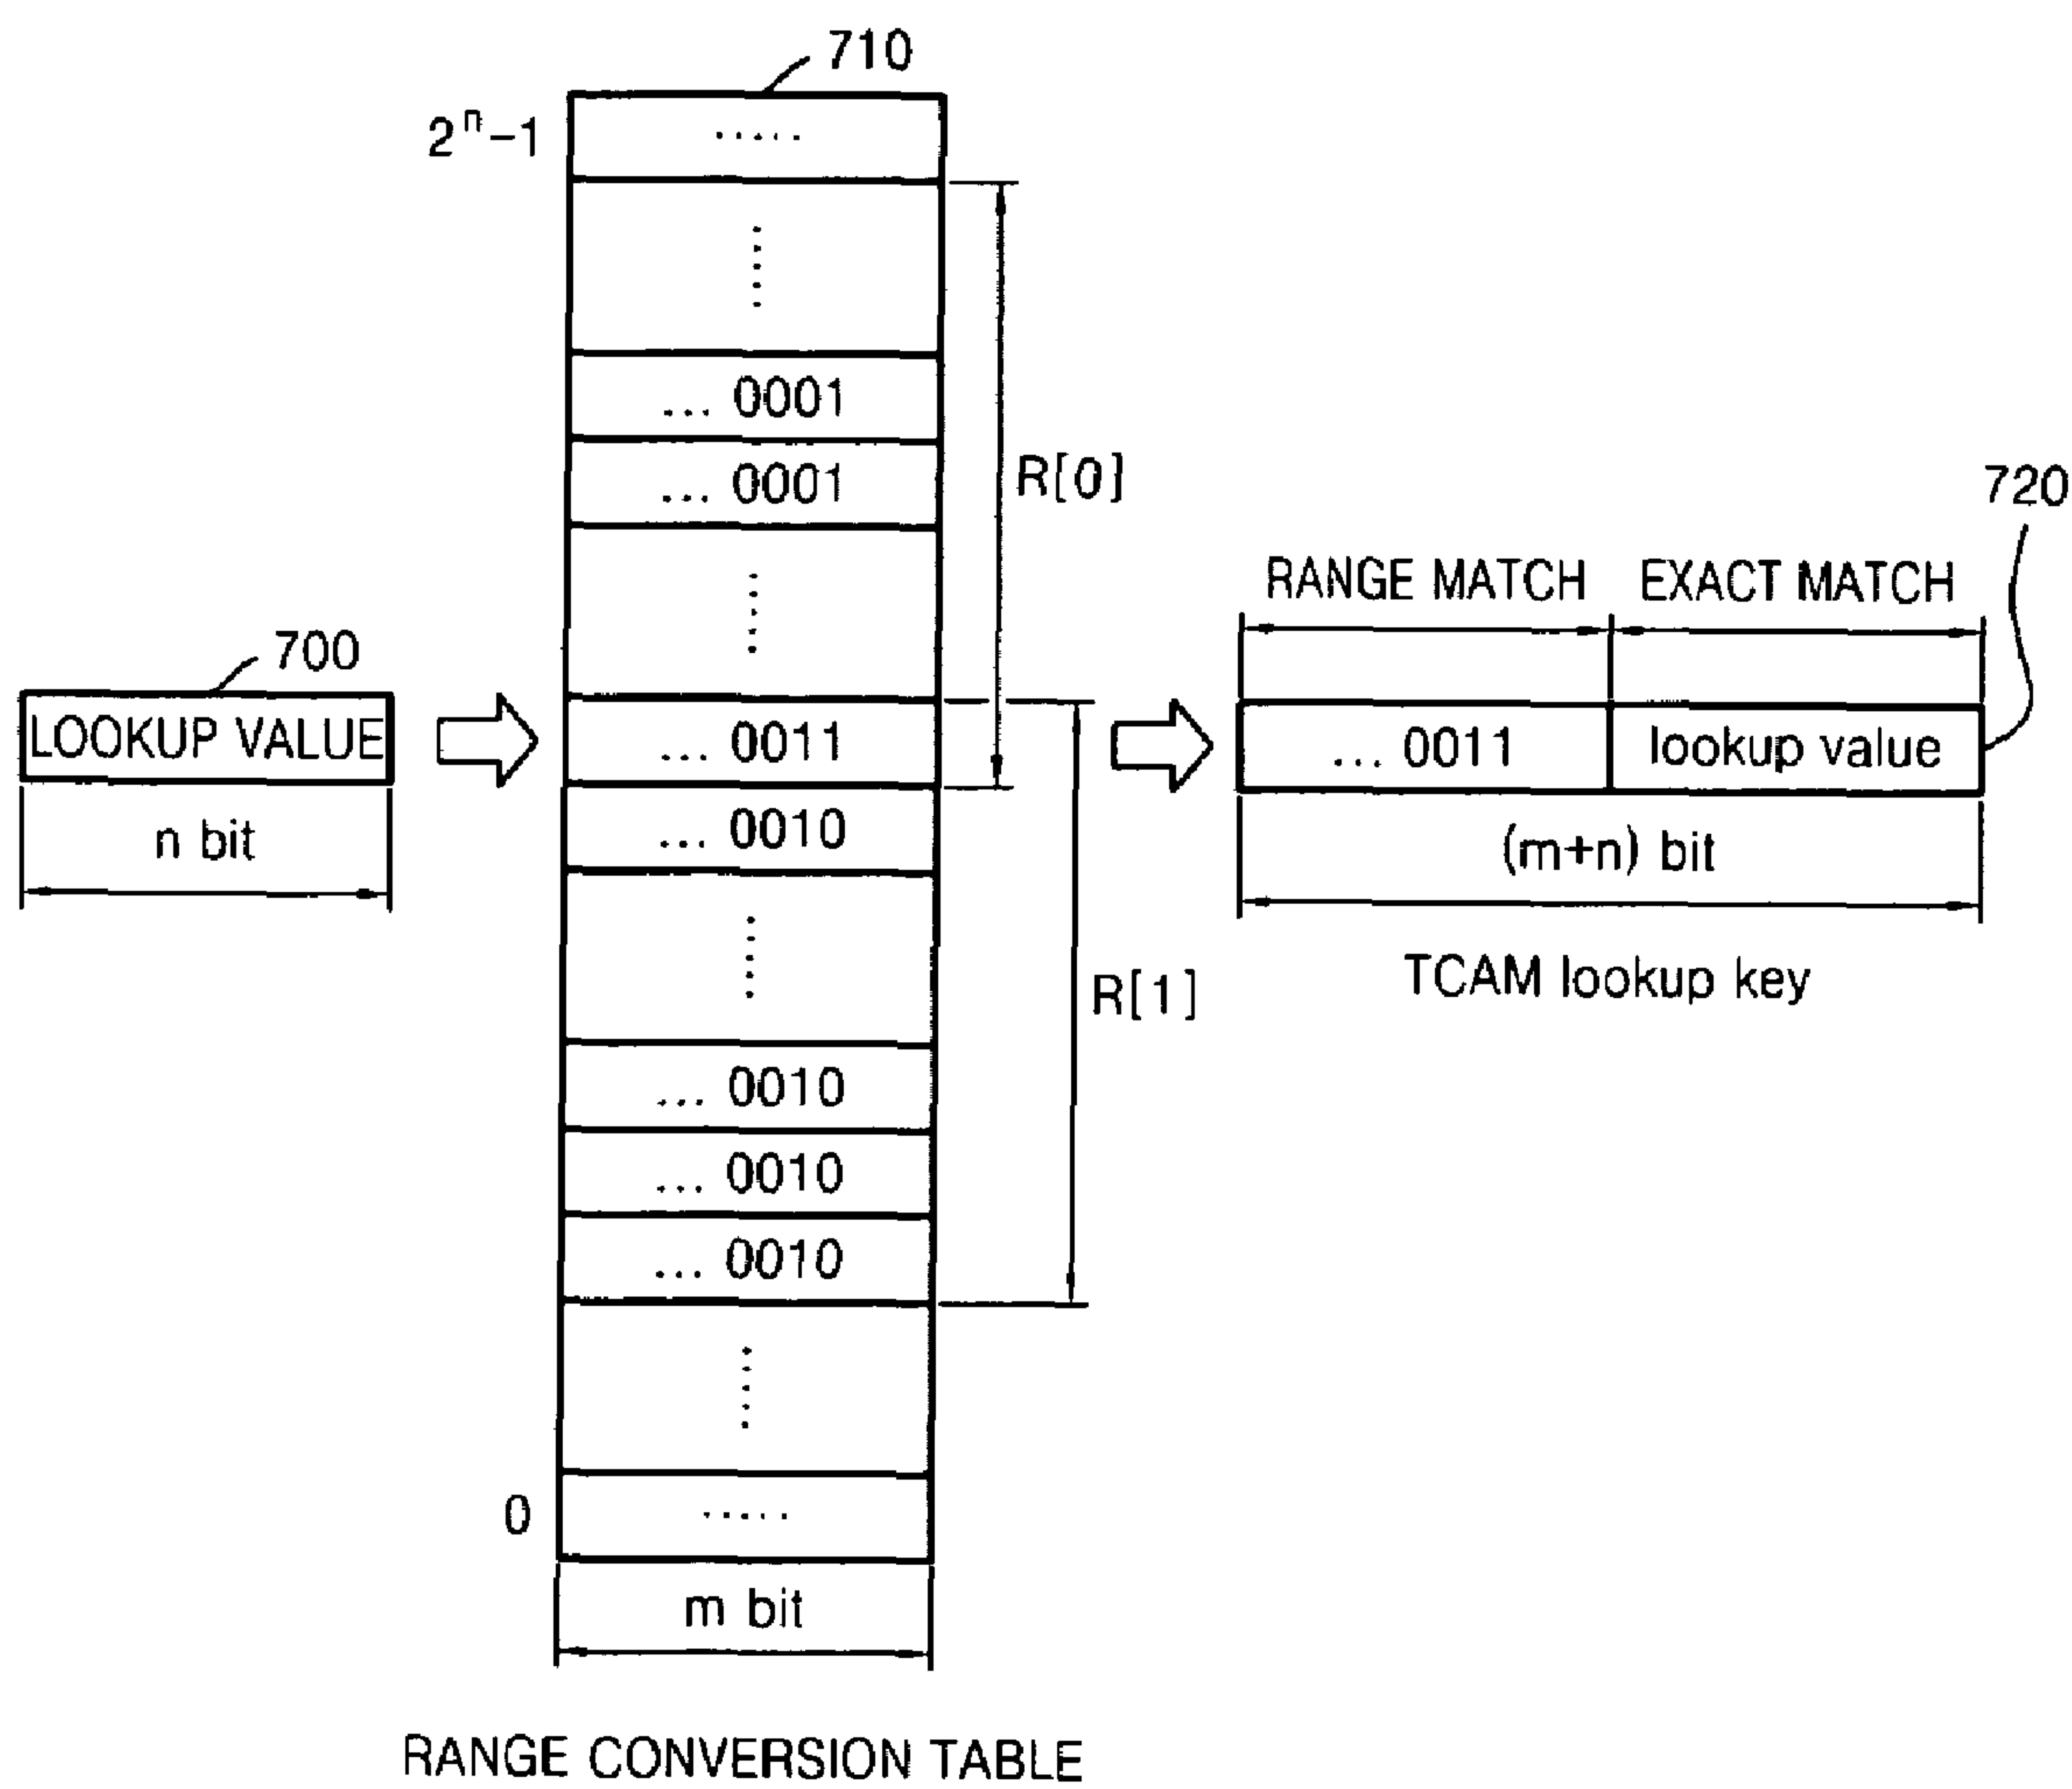 710
2ⁿ-1
.....
... 0001
... 0001
R[0]
720
RANGE MATCH
EXACT MATCH
700
LOOKUP VALUE
... 0011
... 0011
lookup value
n bit
... 0010
(m+n) bit
TCAM lookup key
R[1]
... 0010
... 0010
... 0010
0
.....
m bit
RANGE CONVERSION TABLE